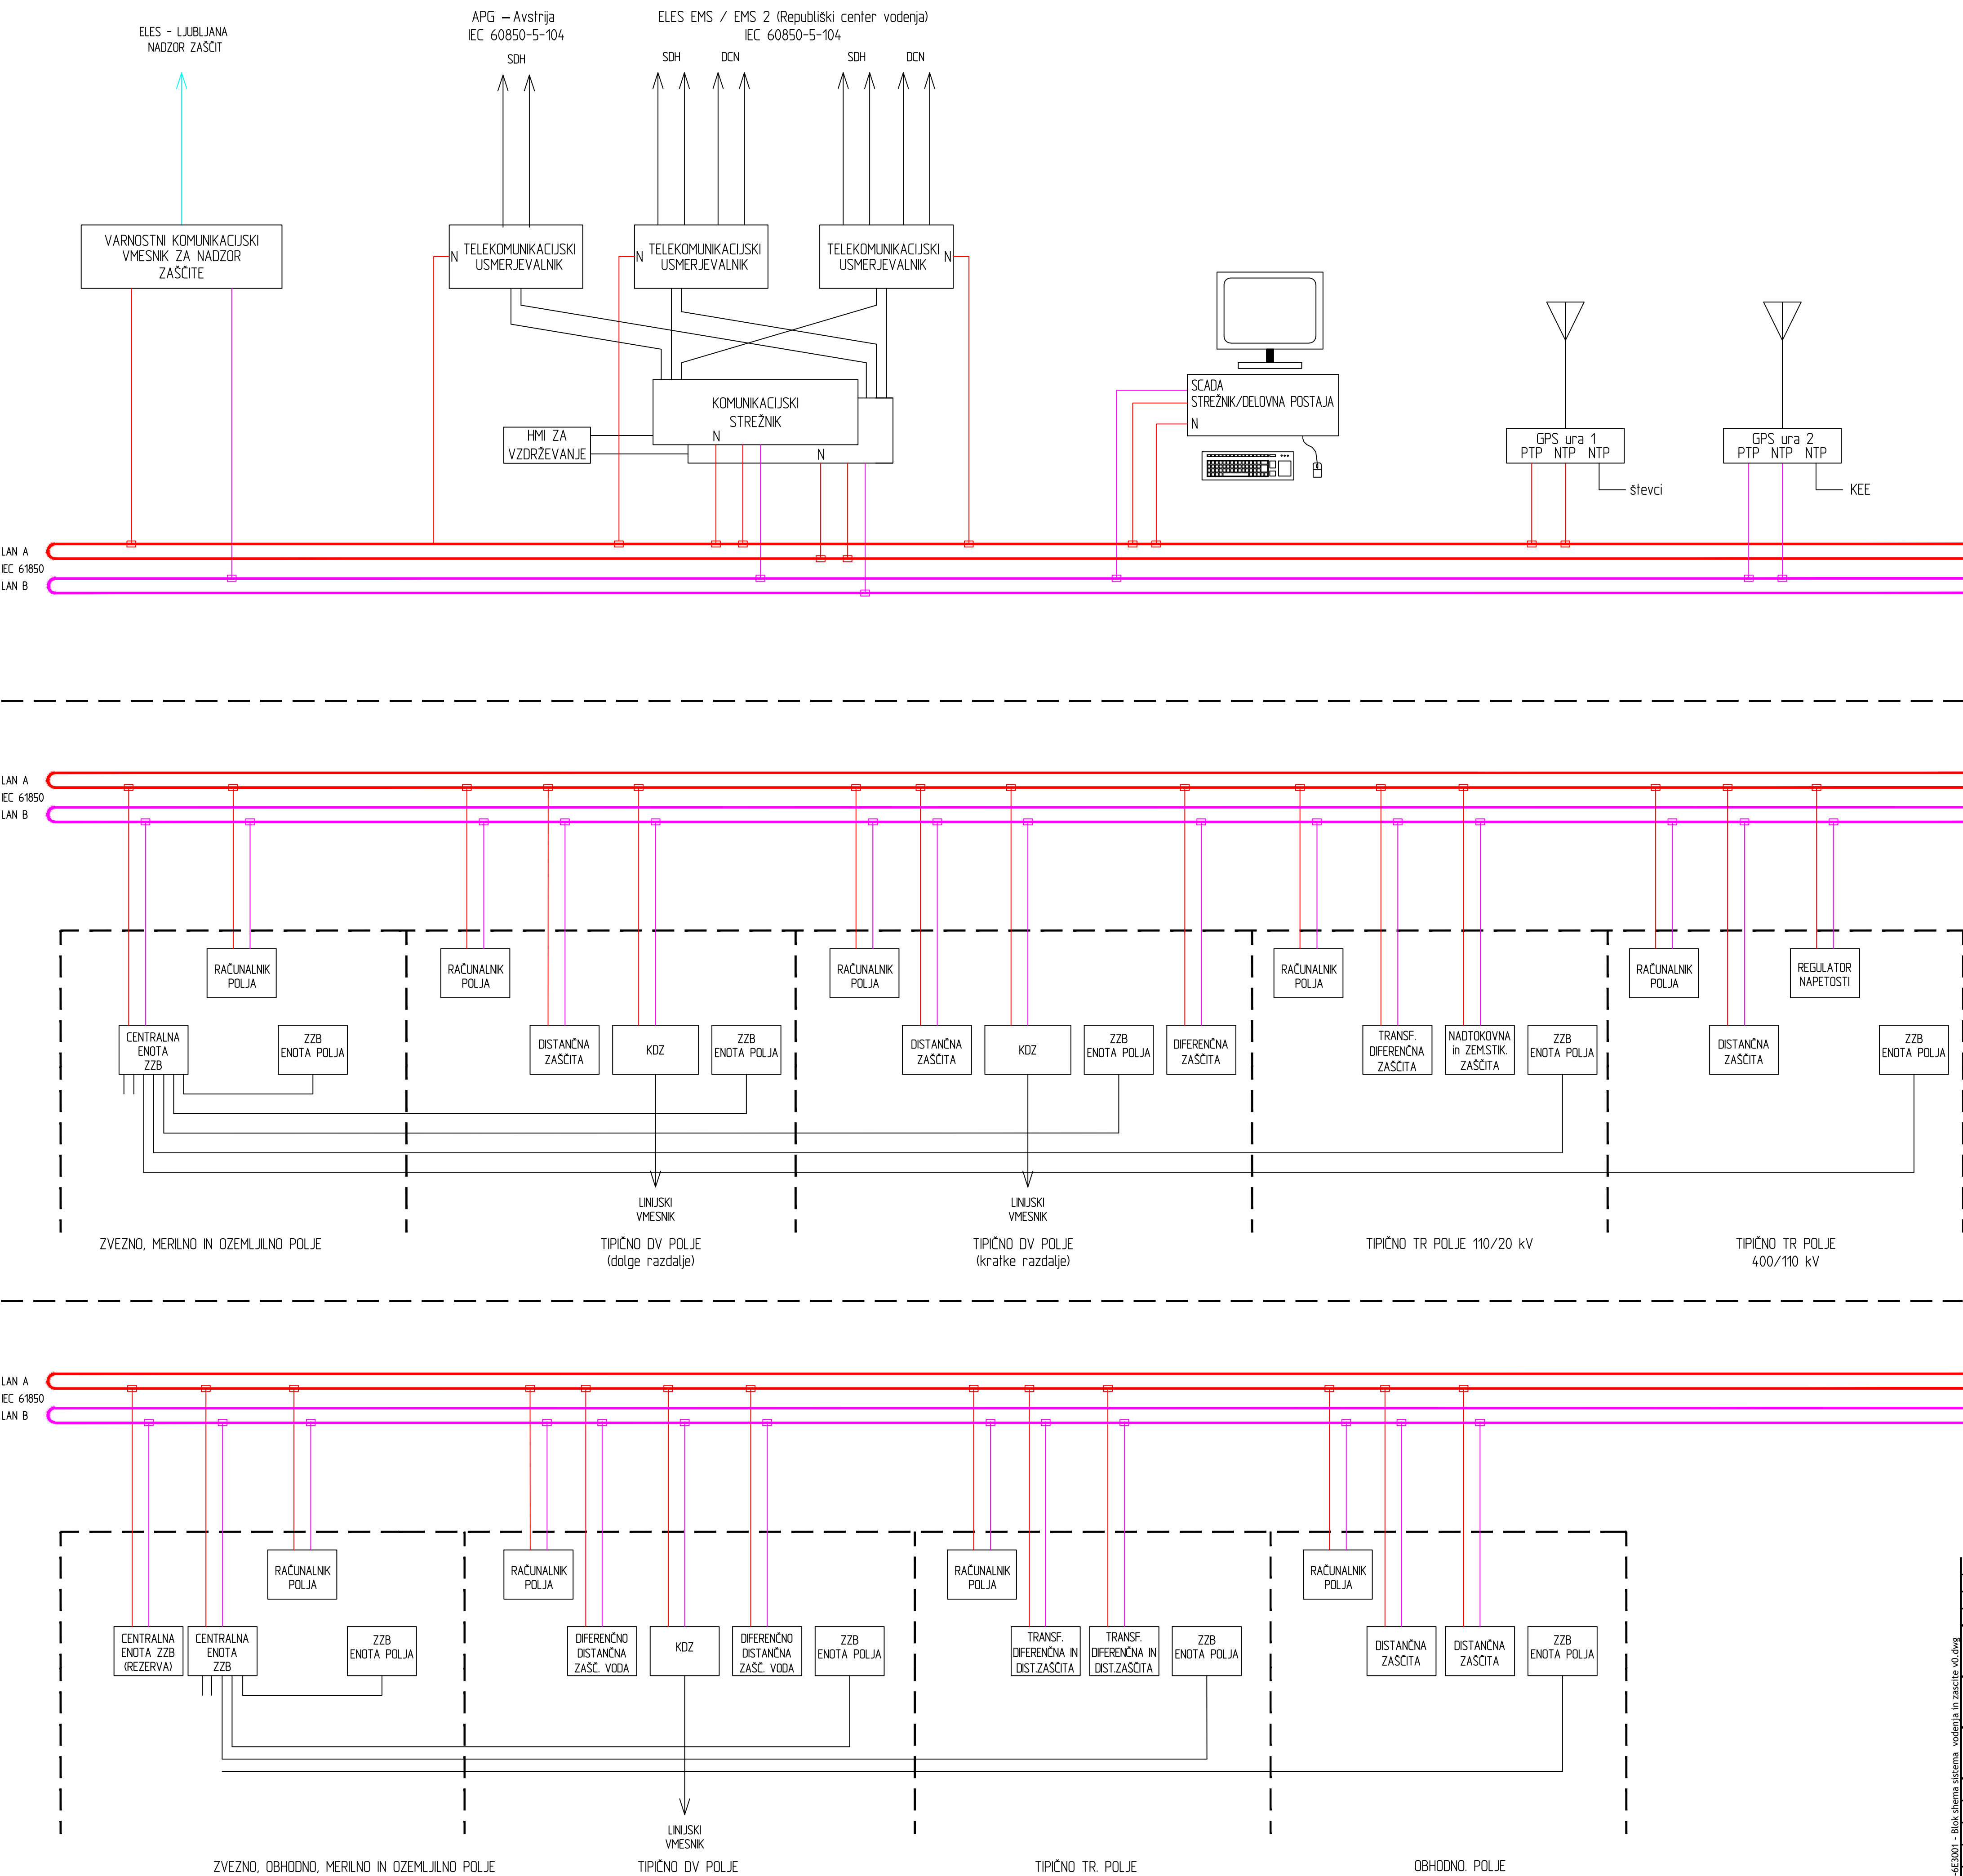 ELES - LJUBLJANA
NADZOR ZAŠČIT
APG – Avstrija
IEC 60850-5-104
SDH
ELES EMS / EMS 2 (Republiški center vodenja)
IEC 60850-5-104
SDH
DCN
SDH
DCN
VARNOSTNI KOMUNIKACIJSKI
VMESNIK ZA NADZOR
ZAŠČITE
N
TELEKOMUNIKACIJSKI
USMERJEVALNIK
N
TELEKOMUNIKACIJSKI
USMERJEVALNIK
TELEKOMUNIKACIJSKI
USMERJEVALNIK
N
KOMUNIKACIJSKI
STREŽNIK
N
N
HMI ZA
VZDRŽEVANJE
SCADA
STREŽNIK/DELOVNA POSTAJA
N
GPS ura 1
PTP NTP NTP
števci
GPS ura 2
PTP NTP NTP
KEE
LAN A
IEC 61850
LAN B
LAN A
IEC 61850
LAN B
RAČUNALNIK
POLJA
CENTRALNA
ENOTA
ZZB
ZZB
ENOTA POLJA
RAČUNALNIK
POLJA
DISTANČNA
ZAŠČITA
KDZ
ZZB
ENOTA POLJA
RAČUNALNIK
POLJA
DISTANČNA
ZAŠČITA
KDZ
ZZB
ENOTA POLJA
DIFERENČNA
ZAŠČITA
RAČUNALNIK
POLJA
TRANSF.
DIFERENČNA
ZAŠČITA
NADTOKOVNA
in ZEM.STIK.
ZAŠČITA
ZZB
ENOTA POLJA
RAČUNALNIK
POLJA
REGULATOR
NAPETOSTI
DISTANČNA
ZAŠČITA
ZZB
ENOTA POLJA
LINIJSKI
VMESNIK
LINIJSKI
VMESNIK
ZVEZNO, MERILNO IN OZEMLJILNO POLJE
TIPIČNO DV POLJE
(dolge razdalje)
TIPIČNO DV POLJE
(kratke razdalje)
TIPIČNO TR POLJE 110/20 kV
TIPIČNO TR POLJE
400/110 kV
LAN A
IEC 61850
LAN B
RAČUNALNIK
POLJA
CENTRALNA
ENOTA ZZB
(REZERVA)
CENTRALNA
ENOTA
ZZB
ZZB
ENOTA POLJA
RAČUNALNIK
POLJA
DIFERENČNO
DISTANČNA
ZAŠČ. VODA
KDZ
DIFERENČNO
DISTANČNA
ZAŠČ. VODA
ZZB
ENOTA POLJA
RAČUNALNIK
POLJA
TRANSF.
DIFERENČNA IN
DIST.ZAŠČITA
TRANSF.
DIFERENČNA IN
DIST.ZAŠČITA
ZZB
ENOTA POLJA
RAČUNALNIK
POLJA
DISTANČNA
ZAŠČITA
DISTANČNA
ZAŠČITA
ZZB
ENOTA POLJA
LINIJSKI
VMESNIK
ZVEZNO, OBHODNO, MERILNO IN OZEMLJILNO POLJE
TIPIČNO DV POLJE
TIPIČNO TR. POLJE
OBHODNO. POLJE
-6E3001 - Blok shema sistema vodenja in zascite v0.dwg